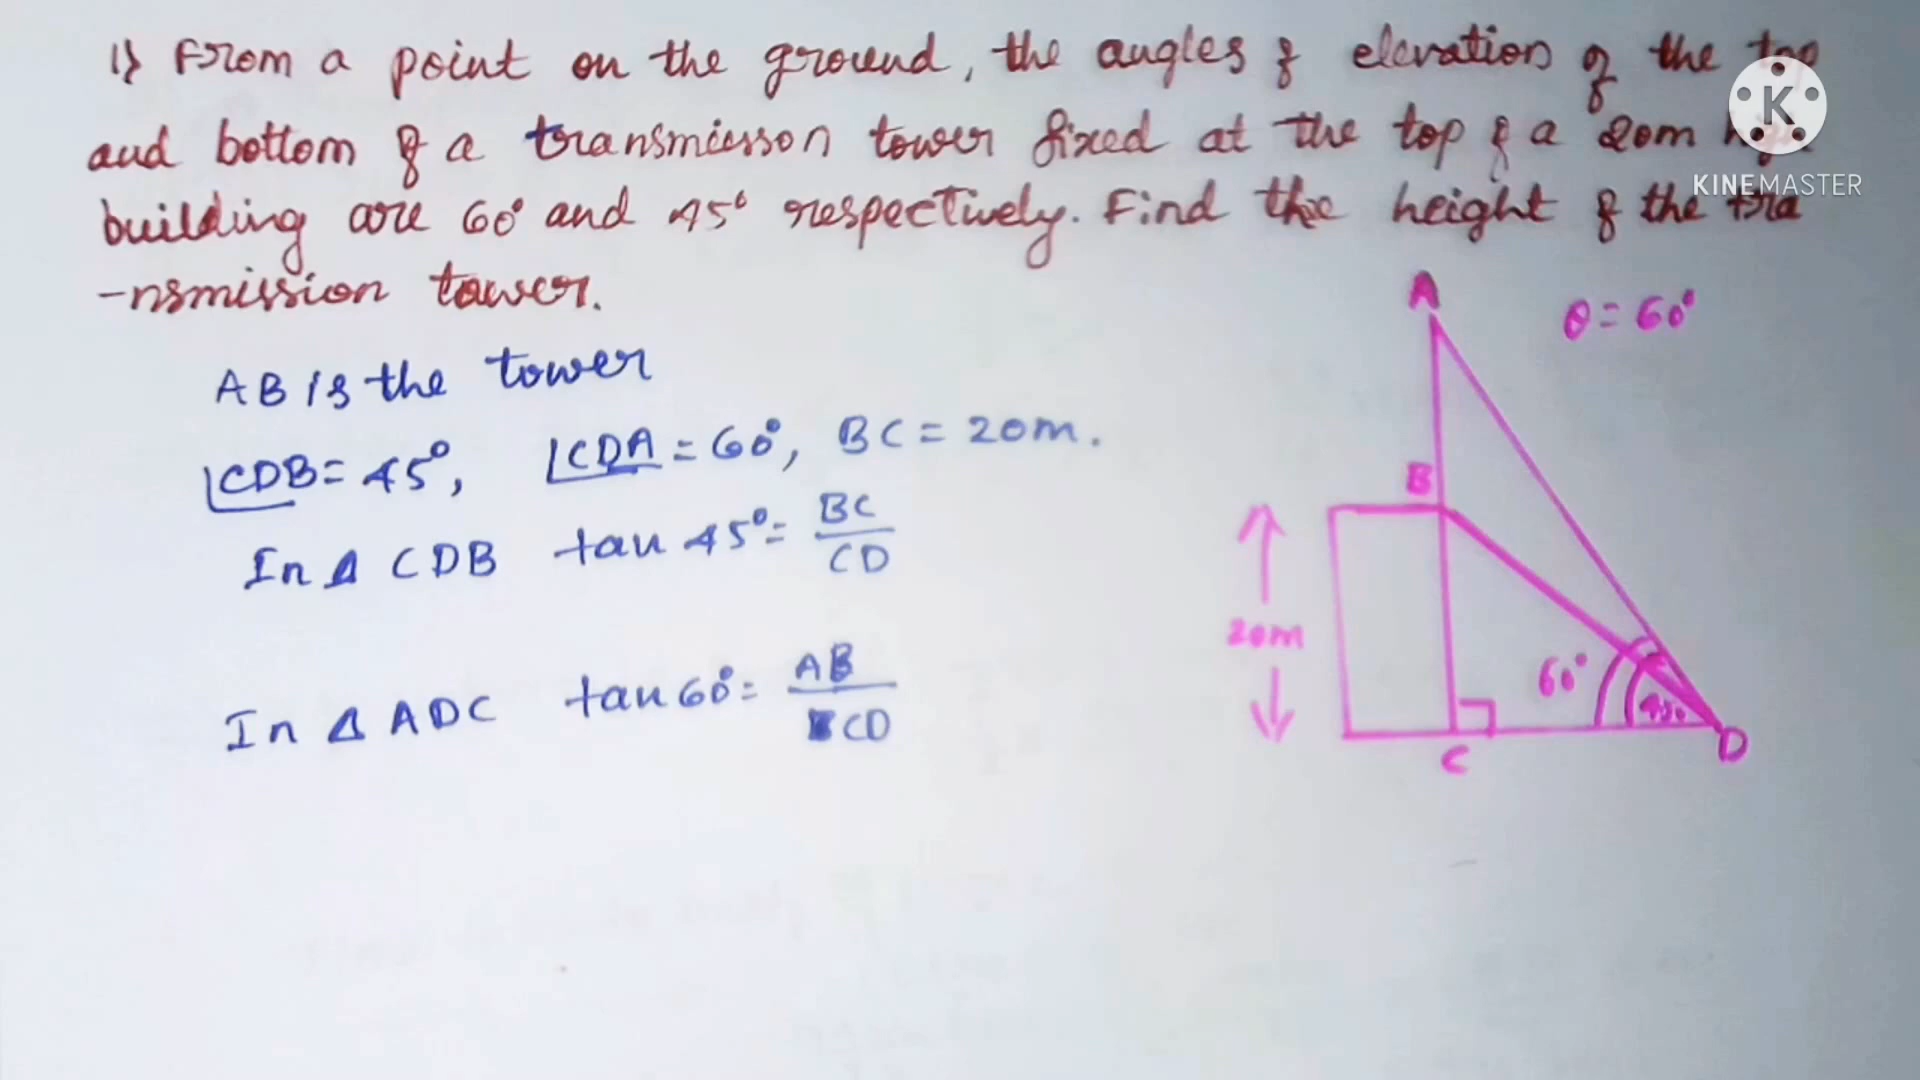 1) From a point on the ground, the angles of elevation of the top
and bottom of a transmicsson tower fixed at the top of a 20m
building are 60° and 45° respectively. Find the height of the tra
-nsmission tower.
AB is the tower
∠CDB = 45°, ∠CDA = 60°, BC = 20m.
In Δ CDB tan 45° = BC/CD
In Δ ADC tan 60° = AB/CD
A
θ = 60°
B
20m
60°
45°
C
D
K
KINEMASTER